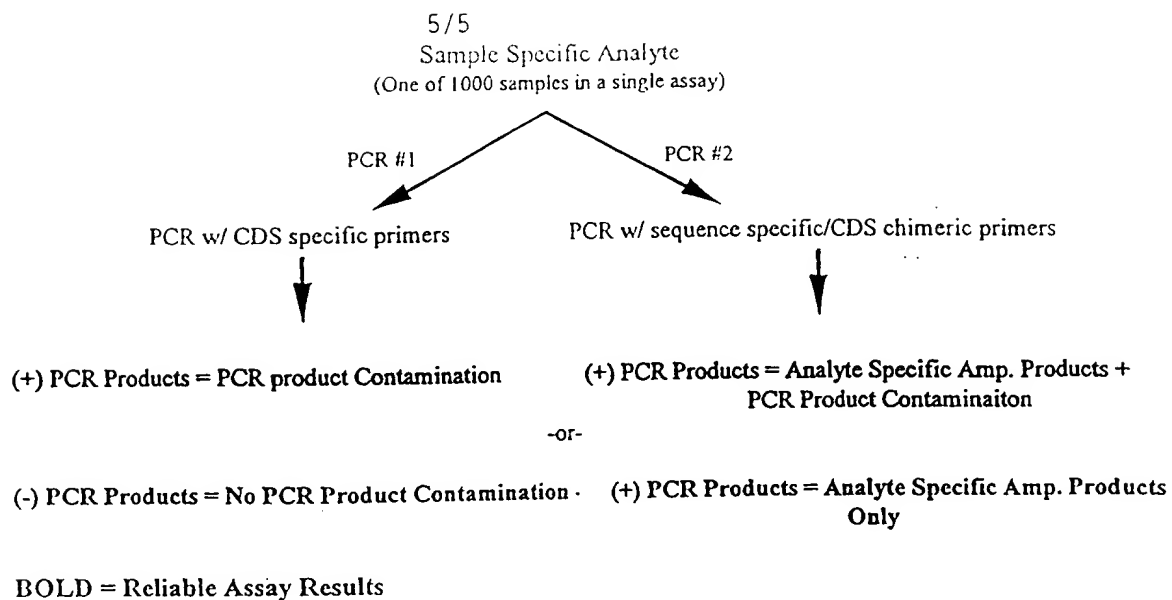 5/5
Sample Specific Analyte
(One of 1000 samples in a single assay)
PCR #1
PCR #2
PCR w/ CDS specific primers
PCR w/ sequence specific/CDS chimeric primers
(+) PCR Products = PCR product Contamination
(+) PCR Products = Analyte Specific Amp. Products +
PCR Product Contaminaiton
-or-
(-) PCR Products = No PCR Product Contamination
(+) PCR Products = Analyte Specific Amp. Products
Only
BOLD = Reliable Assay Results